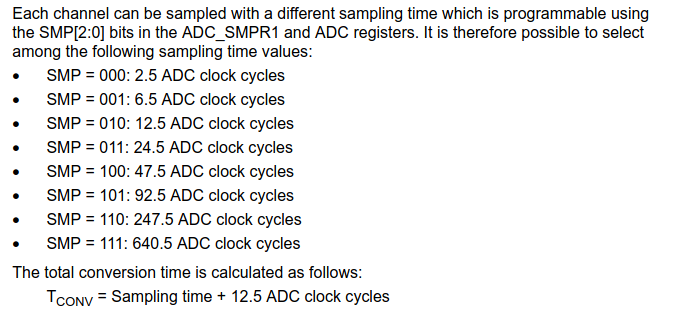 Each channel can be sampled with a different sampling time which is programmable using
the SMP[2:0] bits in the ADC_SMPR1 and ADC registers. It is therefore possible to select
among the following sampling time values:
• SMP = 000: 2.5 ADC clock cycles
• SMP = 001: 6.5 ADC clock cycles
• SMP = 010: 12.5 ADC clock cycles
• SMP = 011: 24.5 ADC clock cycles
• SMP = 100: 47.5 ADC clock cycles
• SMP = 101: 92.5 ADC clock cycles
• SMP = 110: 247.5 ADC clock cycles
• SMP = 111: 640.5 ADC clock cycles
The total conversion time is calculated as follows:
TCONV = Sampling time + 12.5 ADC clock cycles